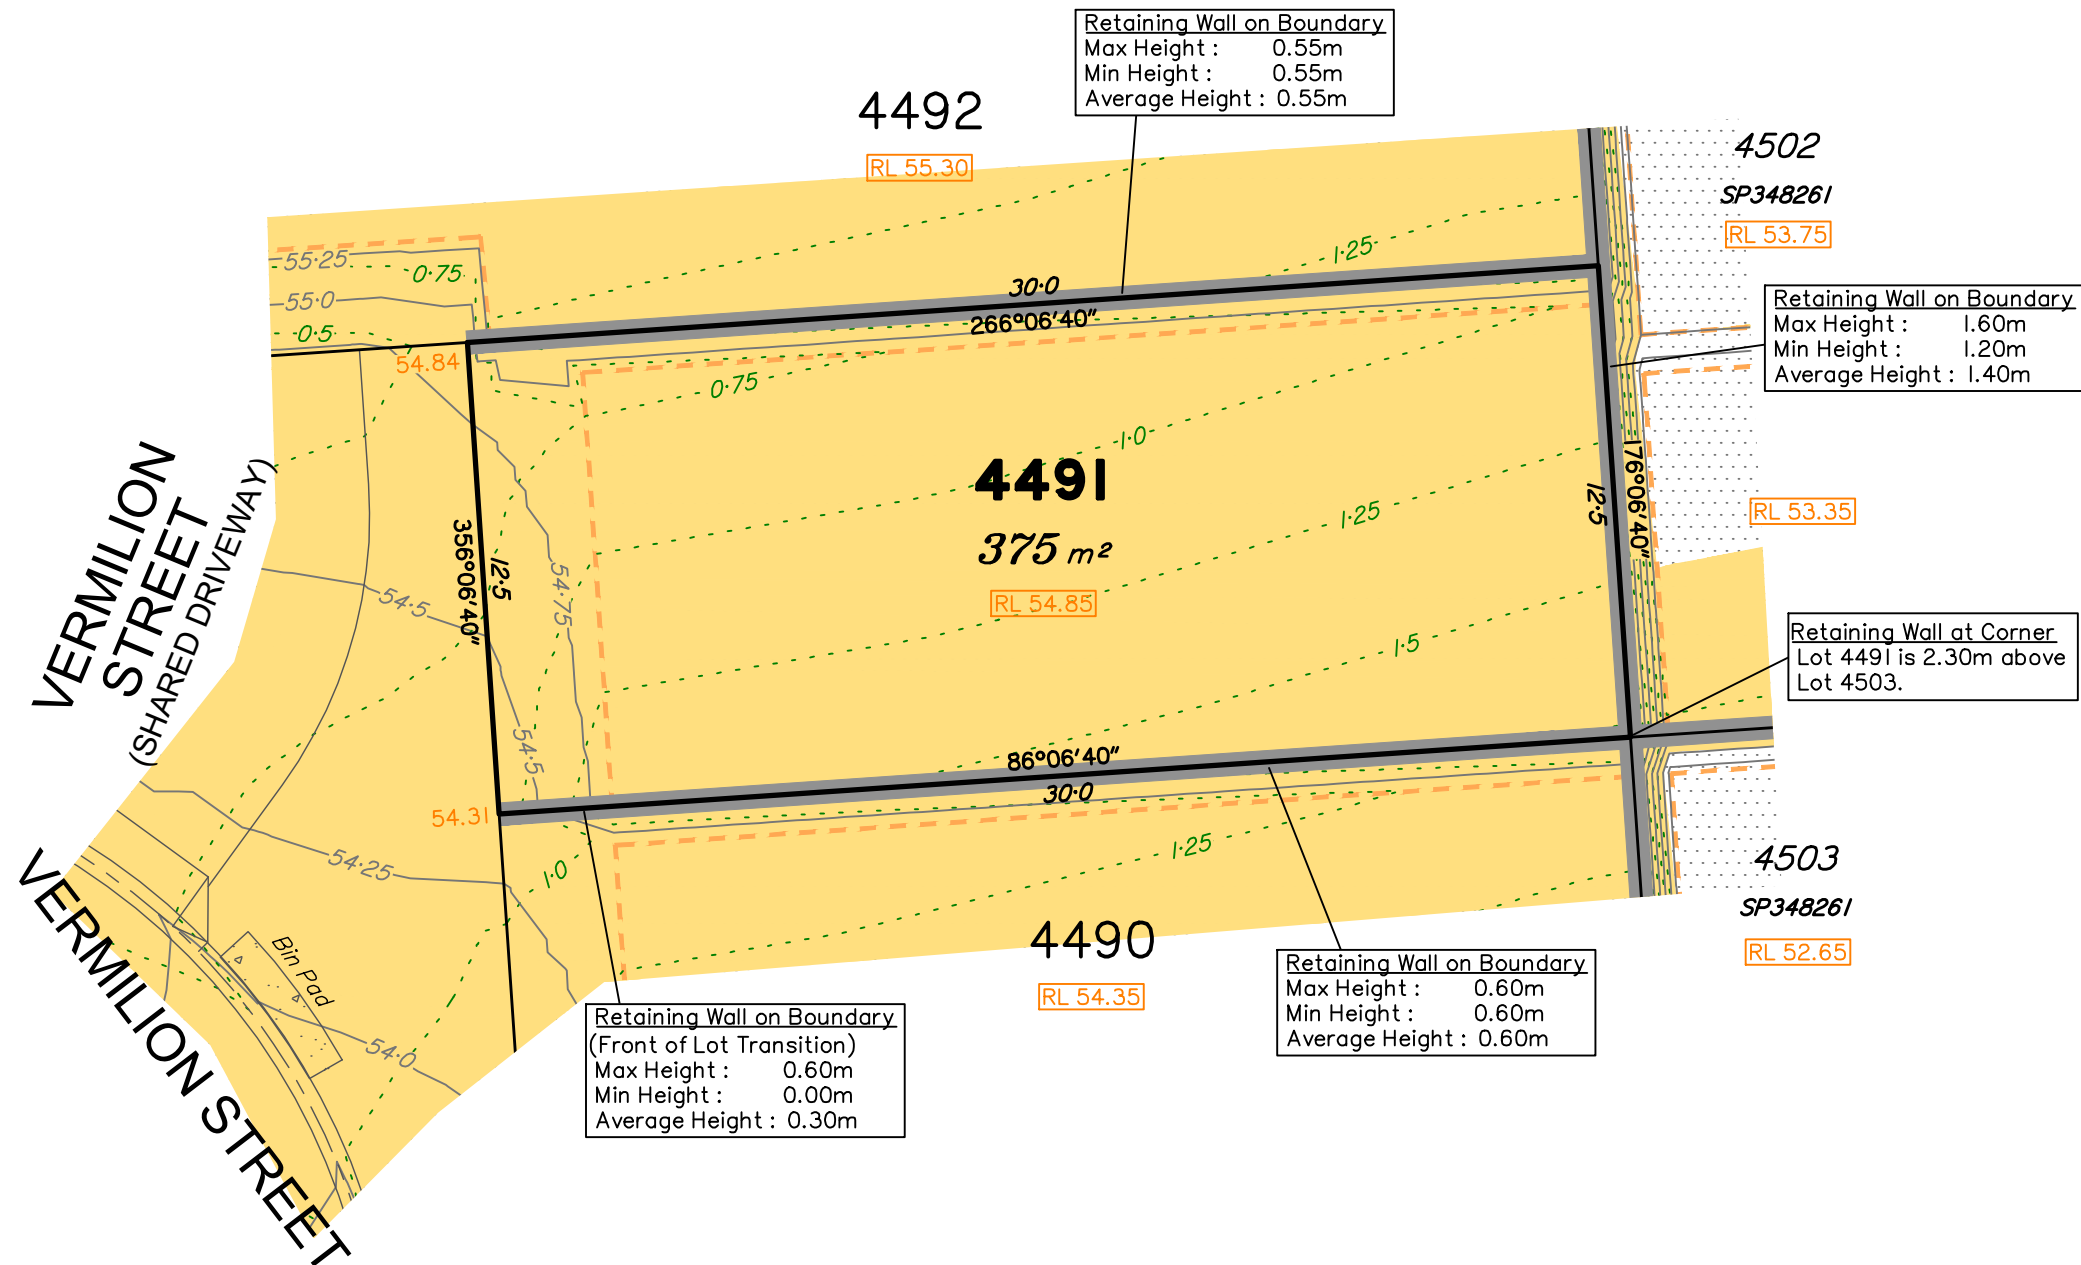 Retaining Wall on Boundary
Max Height : 0.55m
Min Height : 0.55m
Average Height : 0.55m
4492
RL 55.30
4502
SP348261
RL 53.75
55·25
0·75
55·0
0·5
1·25
30·0
266°06'40"
54.84
0·75
Retaining Wall on Boundary
Max Height : 1.60m
Min Height : 1.20m
Average Height : 1.40m
1·0
4491
375 m²
RL 54.85
1·25
12·5
176°06'40"
RL 53.35
VERMILION
STREET
(SHARED DRIVEWAY)
356°06'40"
12·5
54·75
54·5
1·5
Retaining Wall at Corner
Lot 4491 is 2.30m above
Lot 4503.
54·5
86°06'40"
30·0
54.31
54·25
1·0
1·25
4503
SP348261
RL 52.65
4490
RL 54.35
VERMILION STREET
Bin Pad
54·0
Retaining Wall on Boundary
Max Height : 0.60m
Min Height : 0.60m
Average Height : 0.60m
Retaining Wall on Boundary
(Front of Lot Transition)
Max Height : 0.60m
Min Height : 0.00m
Average Height : 0.30m